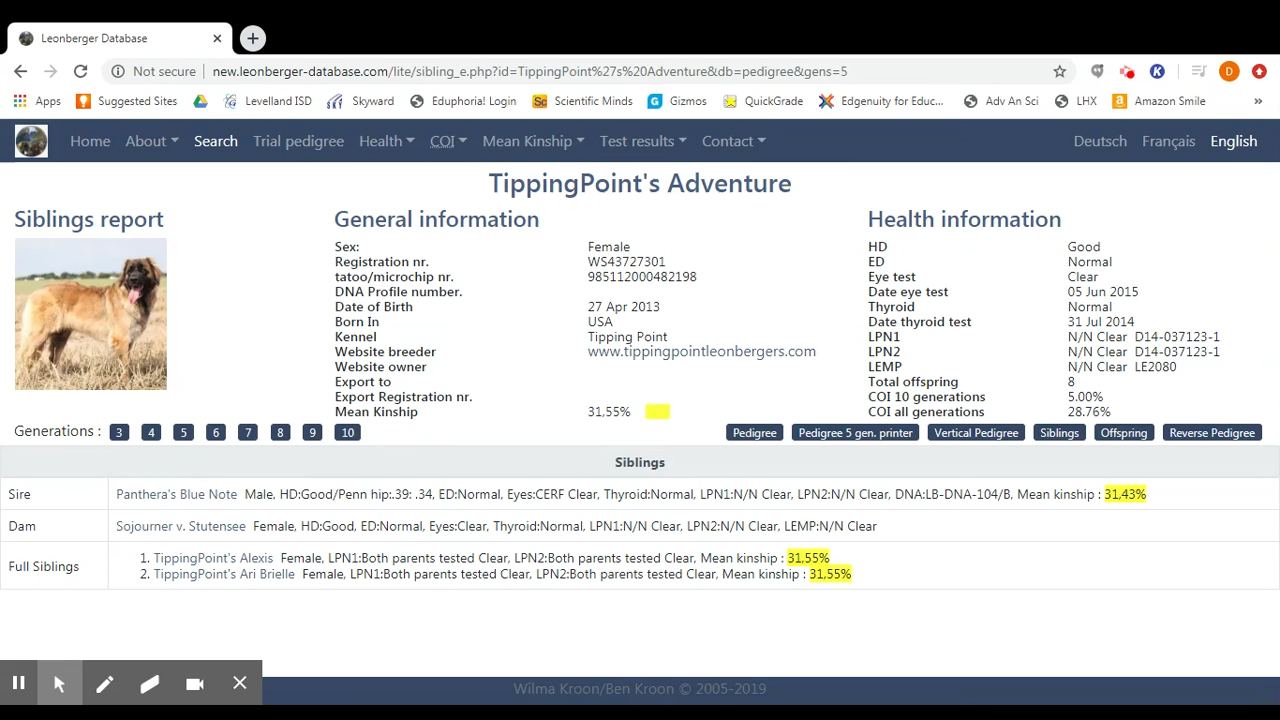 Leonberger Database
Not secure new.leonberger-database.com/lite/sibling_e.php?id=TippingPoint%27s%20Adventure&db=pedigree&gens=5
D
Apps Suggested Sites Levelland ISD Skyward Euphoria! Login Sc Scientific Minds G Gizmos QuickGrade Edgenuity for Educ... Adv An Sci LHX a Amazon Smile »
Home About Search Trial pedigree Health COI Mean Kinship Test results Contact Deutsch Français English
TippingPoint's Adventure
Siblings report
General information
Sex: Female
Registration nr. WS43727301
tatoo/microchip nr. 985112000482198
DNA Profile number.
Date of Birth 27 Apr 2013
Born In USA
Kennel Tipping Point
Website breeder www.tippingpointleonbergers.com
Website owner
Export to
Export Registration nr.
Mean Kinship 31,55%
Health information
HD Good
ED Normal
Eye test Clear
Date eye test 05 Jun 2015
Thyroid Normal
Date thyroid test 31 Jul 2014
LPN1 N/N Clear D14-037123-1
LPN2 N/N Clear D14-037123-1
LEMP N/N Clear LE2080
Total offspring 8
COI 10 generations 5.00%
COI all generations 28.76%
Generations : 3 4 5 6 7 8 9 10 Pedigree Pedigree 5 gen. printer Vertical Pedigree Siblings Offspring Reverse Pedigree
Siblings
Sire Panthera's Blue Note Male, HD:Good/Penn hip:.39: .34, ED:Normal, Eyes:CERF Clear, Thyroid:Normal, LPN1:N/N Clear, LPN2:N/N Clear, DNA:LB-DNA-104/B, Mean kinship : 31,43%
Dam Sojourner v. Stutensee Female, HD:Good, ED:Normal, Eyes:Clear, Thyroid:Normal, LPN1:N/N Clear, LPN2:N/N Clear, LEMP:N/N Clear
Full Siblings
1. TippingPoint's Alexis Female, LPN1:Both parents tested Clear, LPN2:Both parents tested Clear, Mean kinship : 31,55%
2. TippingPoint's Ari Brielle Female, LPN1:Both parents tested Clear, LPN2:Both parents tested Clear, Mean kinship : 31,55%
Wilma Kroon/Ben Kroon © 2005-2019